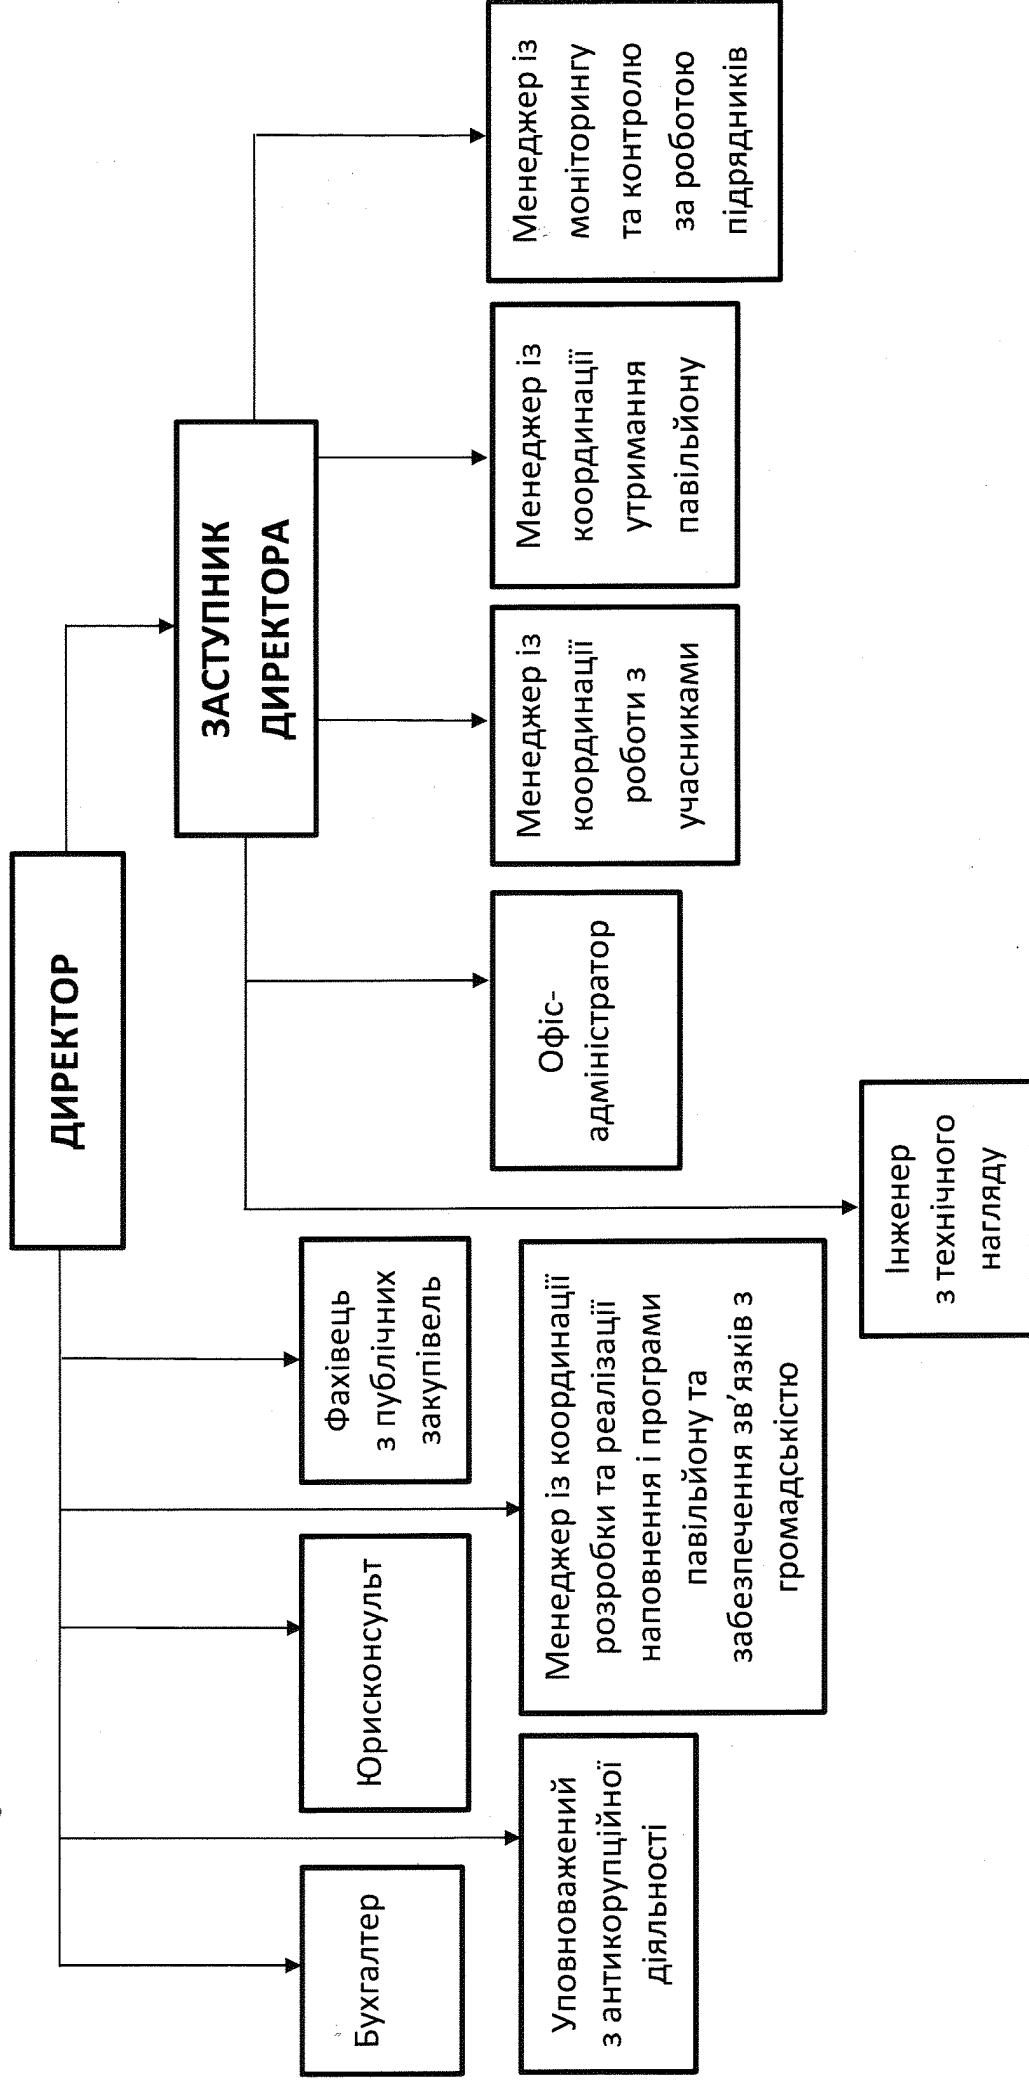 ДИРЕКТОР
ЗАСТУПНИК
ДИРЕКТОРА
Бухгалтер
Юрисконсульт
Фахівець
з публічних
закупівель
Уповноважений
з антикорупційної
діяльності
Менеджер із координації
розробки та реалізації
наповнення і програми
павільйону та
забезпечення зв’язків з
громадськістю
Офіс-
адміністратор
Менеджер із
координації
роботи з
учасниками
Менеджер із
координації
утримання
павільйону
Менеджер із
моніторингу
та контролю
за роботою
підрядників
Інженер
з технічного
нагляду